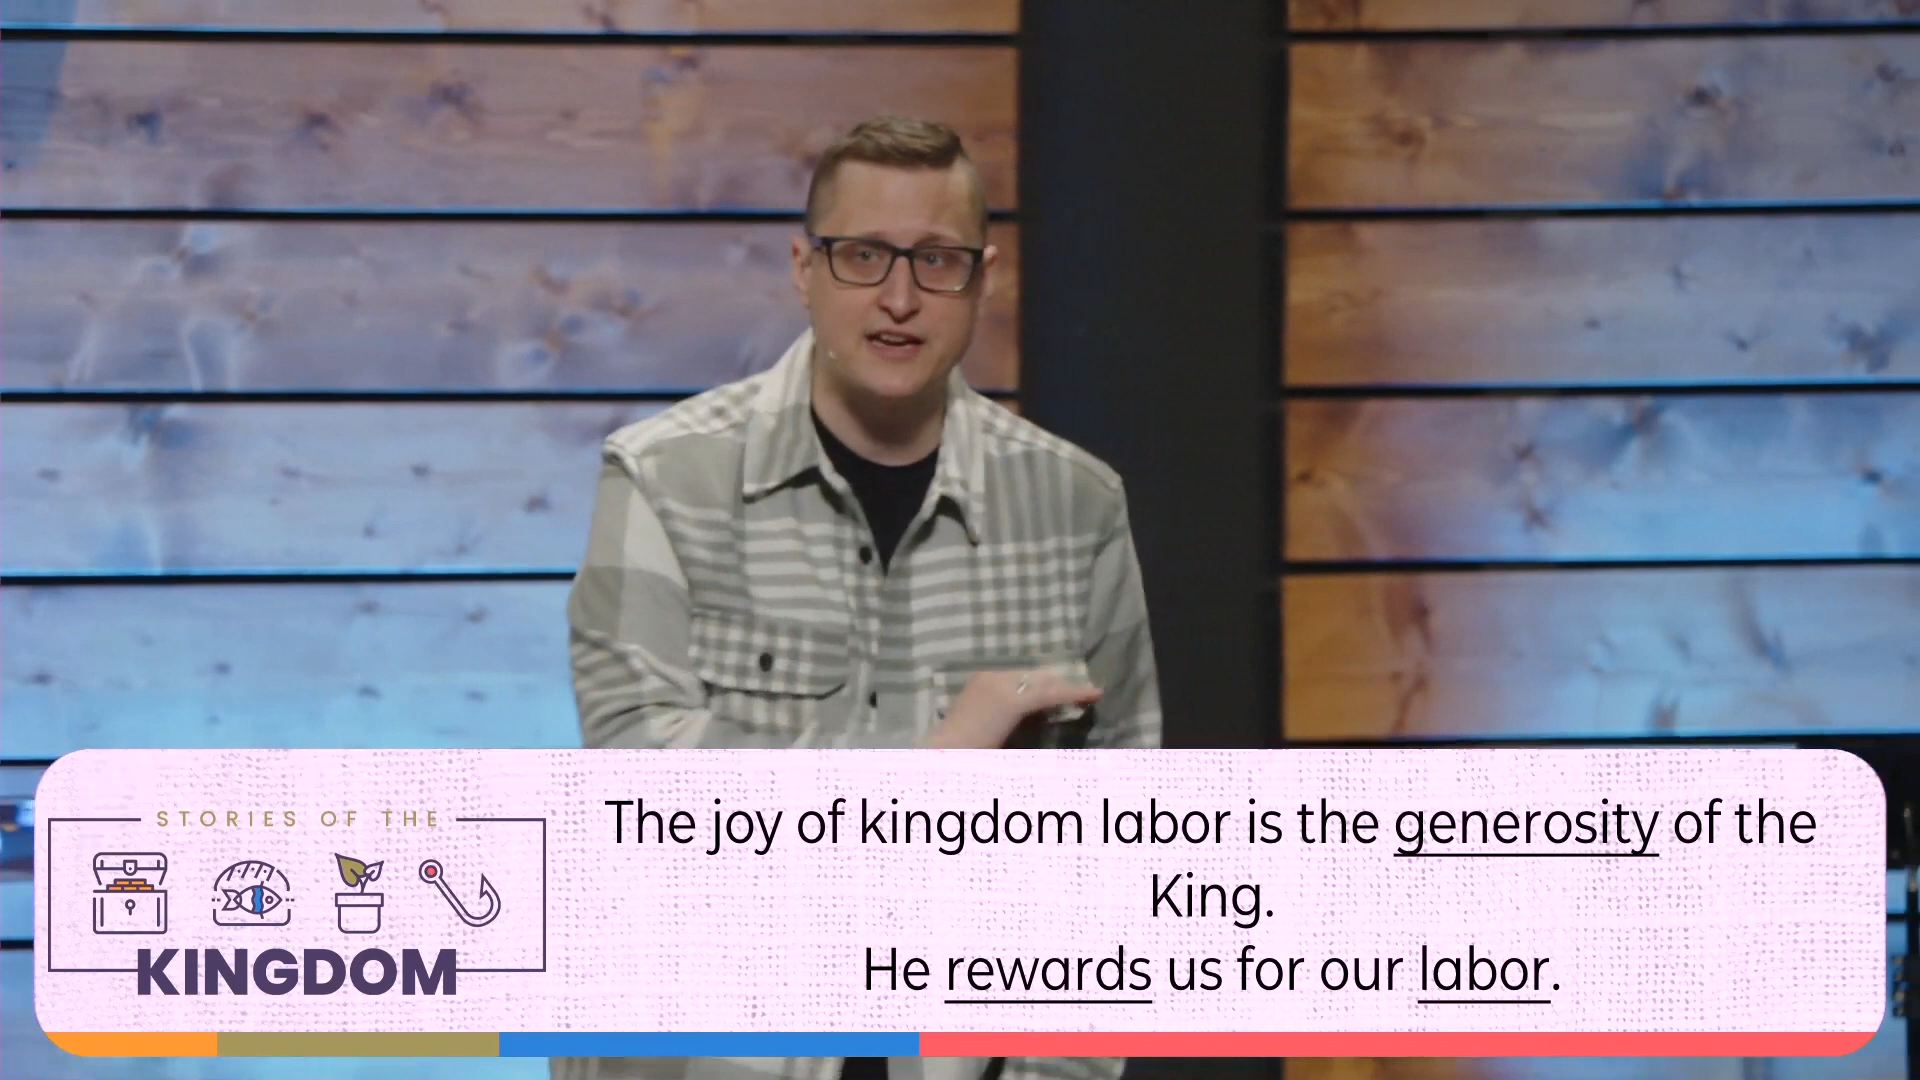 STORIES OF THE
KINGDOM
The joy of kingdom labor is the generosity of the
King.
He rewards us for our labor.